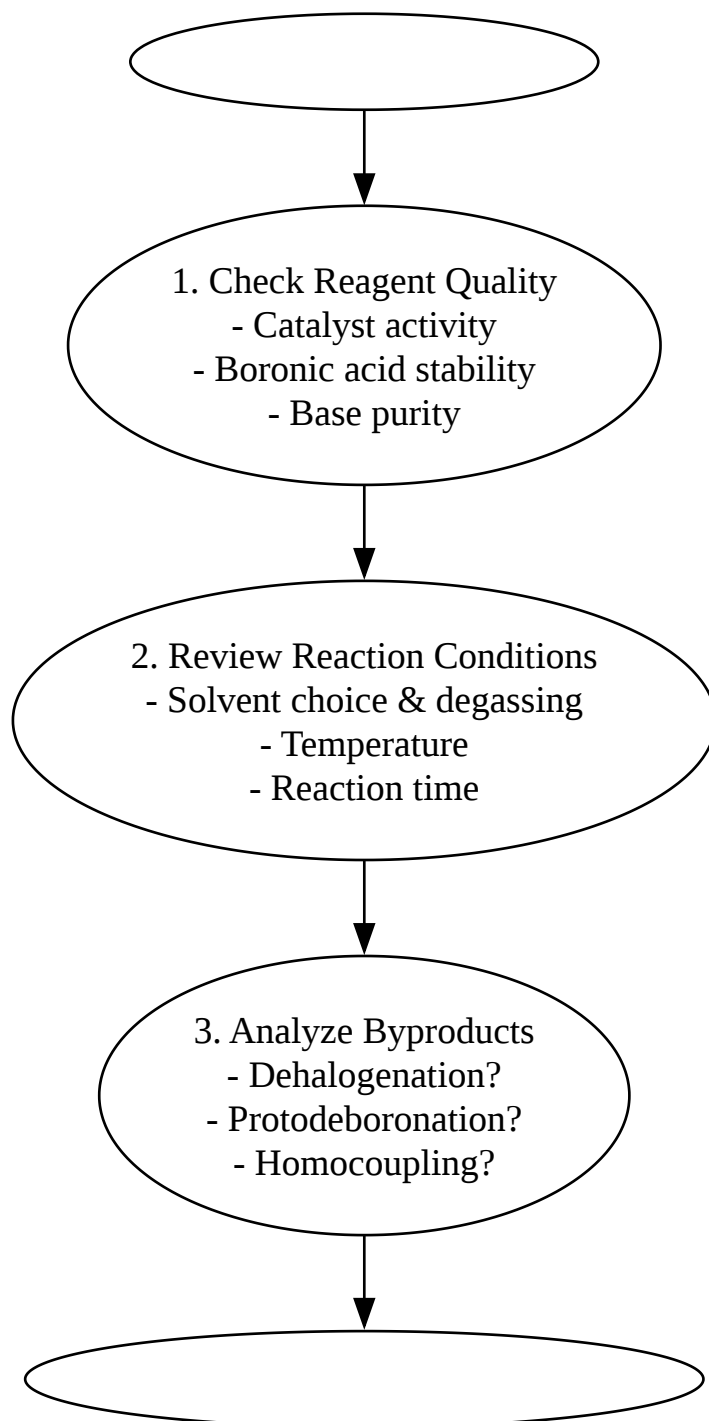 1. Check Reagent Quality
- Catalyst activity
- Boronic acid stability
- Base purity
2. Review Reaction Conditions
- Solvent choice & degassing
- Temperature
- Reaction time
3. Analyze Byproducts
- Dehalogenation?
- Protodeboronation?
- Homocoupling?